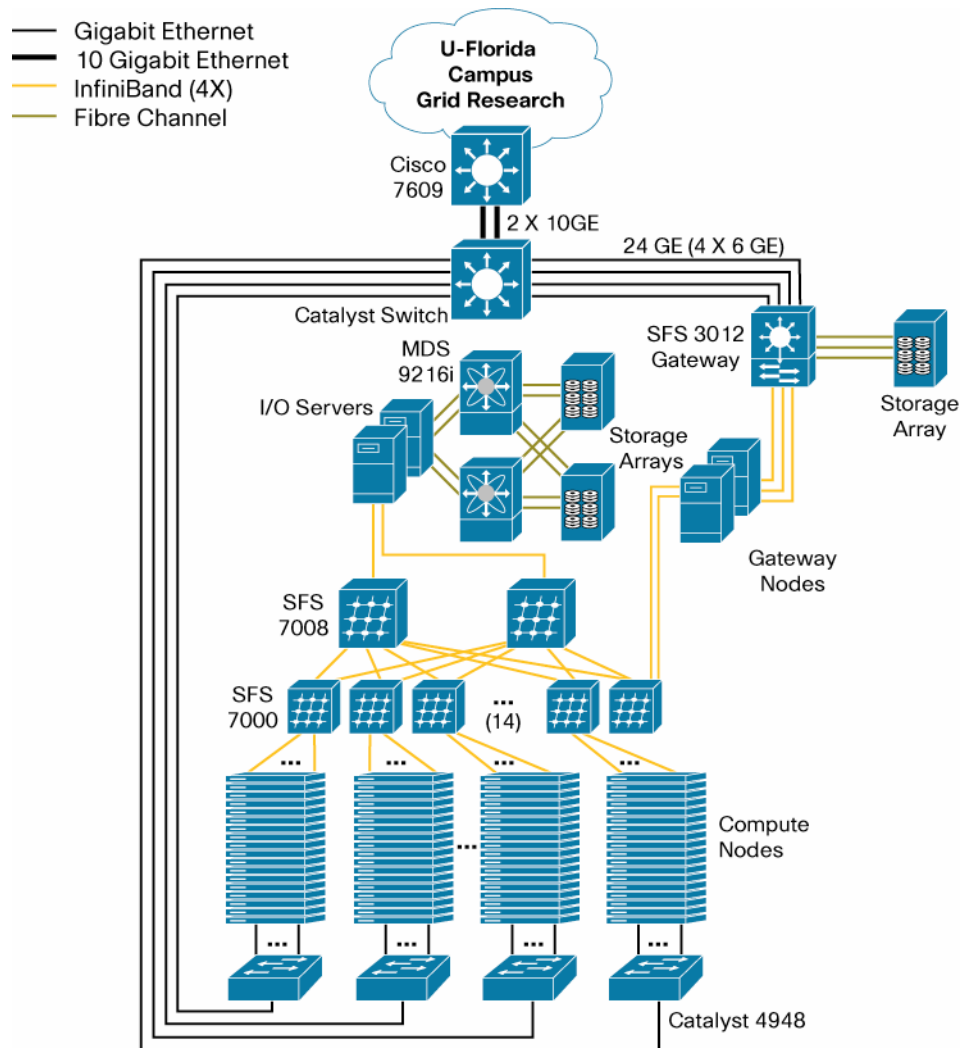 Gigabit Ethernet
10 Gigabit Ethernet
InfiniBand (4X)
Fibre Channel
U-Florida
Campus
Grid Research
Cisco
7609
2 X 10GE
24 GE (4 X 6 GE)
Catalyst Switch
SFS 3012
Gateway
MDS
9216i
I/O Servers
Storage
Arrays
Storage
Array
Gateway
Nodes
SFS
7008
SFS
7000
...
(14)
... ... ... ...
Compute
Nodes
...
... ... ... ...
Catalyst 4948